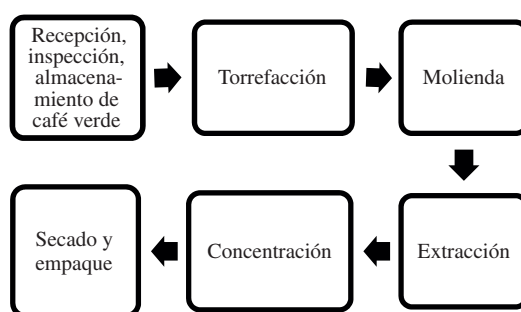 Recepción,
inspección,
almacena-
miento de
café verde
Torrefacción
Molienda
Extracción
Concentración
Secado y
empaque